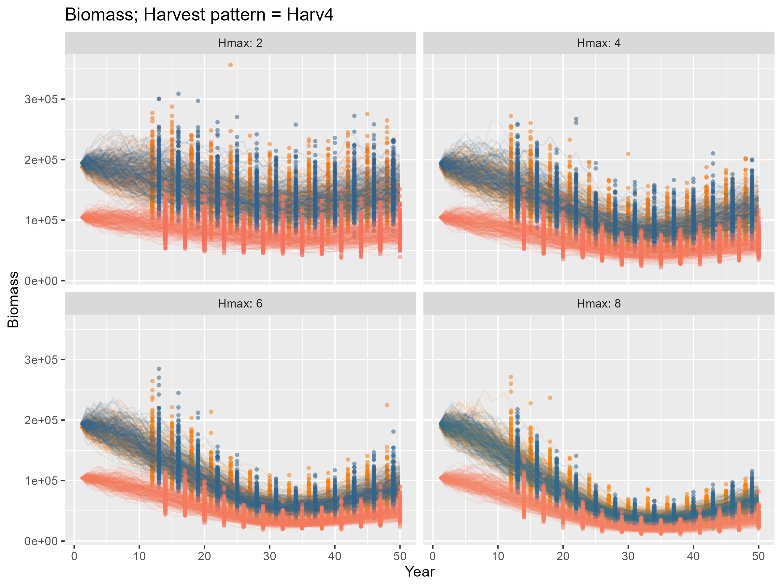 Biomass; Harvest pattern = Harv4
Hmax: 2
Hmax: 4
3e+05
2e+05
1e+05
0e+00
Hmax: 6
Hmax: 8
3e+05
2e+05
1e+05
0e+00
Biomass
0 10 20 30 40 50
0 10 20 30 40 50
Year